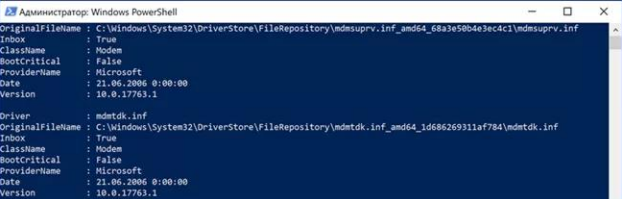 Администратор: Windows PowerShell
OriginalFileName : C:\Windows\System32\DriverStore\FileRepository\mdmsuprv.inf_amd64_68a3e50b4e3ec4c1\mdmsuprv.inf
Inbox : True
ClassName : Modem
BootCritical : False
ProviderName : Microsoft
Date : 21.06.2006 0:00:00
Version : 10.0.17763.1
Driver : mdmtdk.inf
OriginalFileName : C:\Windows\System32\DriverStore\FileRepository\mdmtdk.inf_amd64_1d686269311af784\mdmtdk.inf
Inbox : True
ClassName : Modem
BootCritical : False
ProviderName : Microsoft
Date : 21.06.2006 0:00:00
Version : 10.0.17763.1